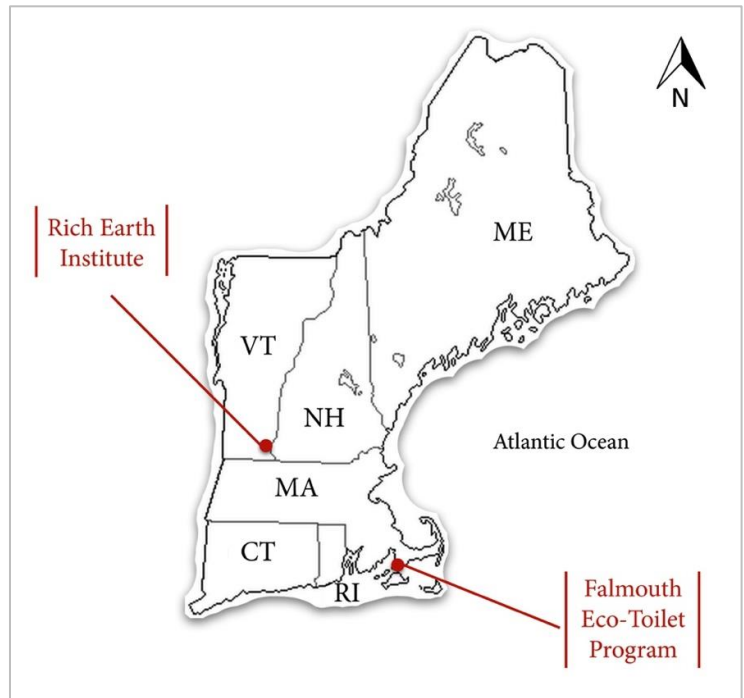 N
ME
Rich Earth
Institute
VT
NH
Atlantic Ocean
MA
CT
RI
Falmouth
Eco-Toilet
Program